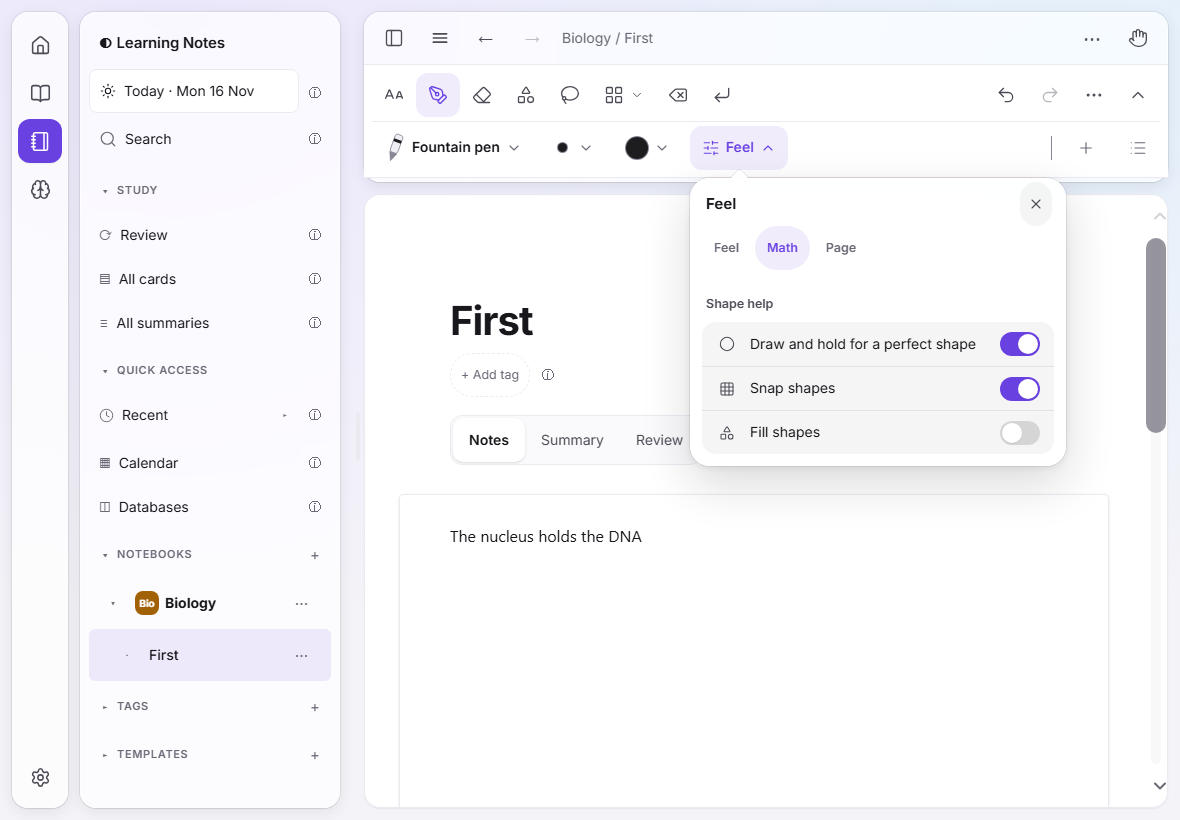 Learning Notes
Today · Mon 16 Nov
Search
STUDY
Review
All cards
All summaries
QUICK ACCESS
Recent
Calendar
Databases
NOTEBOOKS
Bio Biology
First
TAGS
TEMPLATES
Biology / First
AA
Fountain pen
Feel
Feel
Feel Math Page
Shape help
Draw and hold for a perfect shape
Snap shapes
Fill shapes
First
+ Add tag
Notes Summary Review
The nucleus holds the DNA